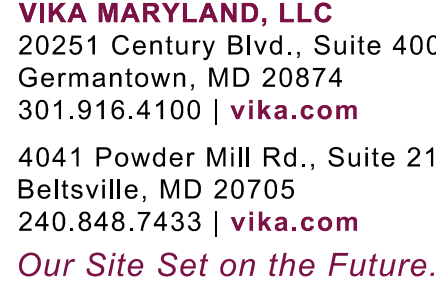 VIKA MARYLAND, LLC
20251 Century Blvd., Suite 400
Germantown, MD 20874
301.916.4100 | vika.com
4041 Powder Mill Rd., Suite 21
Beltsville, MD 20705
240.848.7433 | vika.com
Our Site Set on the Future.